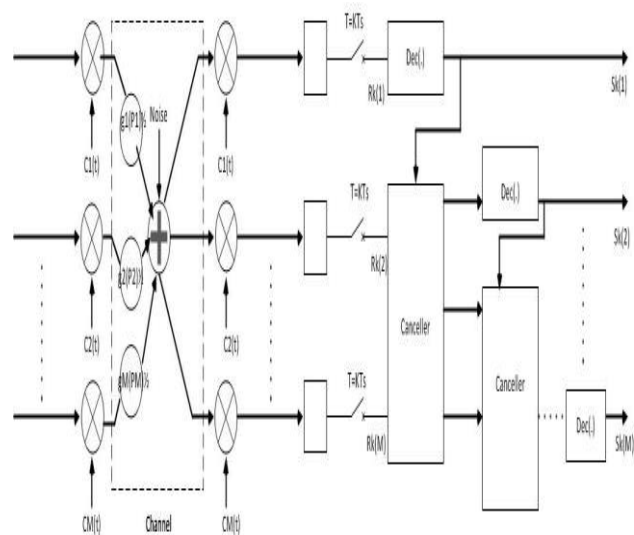 T=KTs
Dec(.)
Sk(1)
Rk(1)
g1(P1)½
Noise
C1(t)
C1(t)
T=KTs
Dec(.)
Sk(2)
Rk(2)
g2(P2)½
Canceller
C2(t)
C2(t)
Canceller
gM(PM)½
T=KTs
Rk(M)
Dec(.)
Sk(M)
CM(t)
Channel
CM(t)